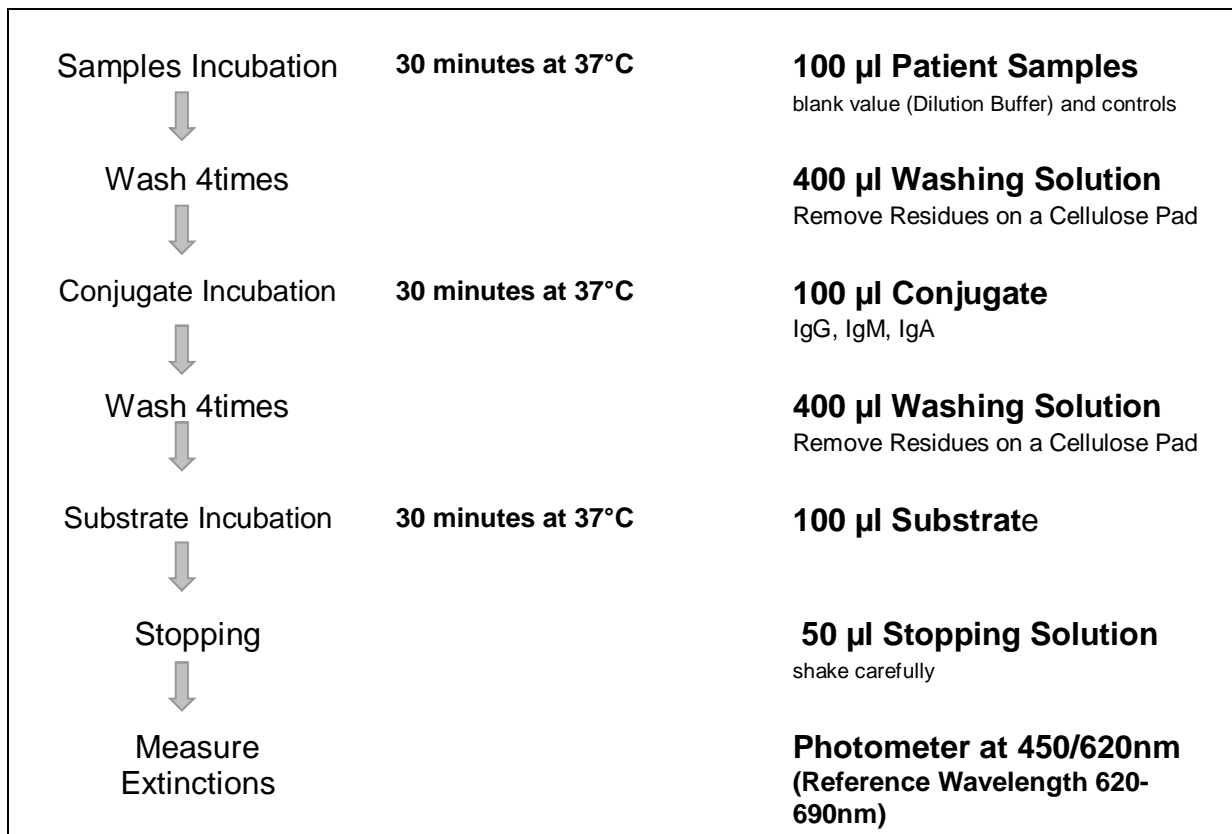 Samples Incubation 30 minutes at 37°C 100 µl Patient Samples
blank value (Dilution Buffer) and controls
Wash 4times 400 µl Washing Solution
Remove Residues on a Cellulose Pad
Conjugate Incubation 30 minutes at 37°C 100 µl Conjugate
IgG, IgM, IgA
Wash 4times 400 µl Washing Solution
Remove Residues on a Cellulose Pad
Substrate Incubation 30 minutes at 37°C 100 µl Substrate
Stopping 50 µl Stopping Solution
shake carefully
Measure Photometer at 450/620nm
Extinctions (Reference Wavelength 620-
690nm)